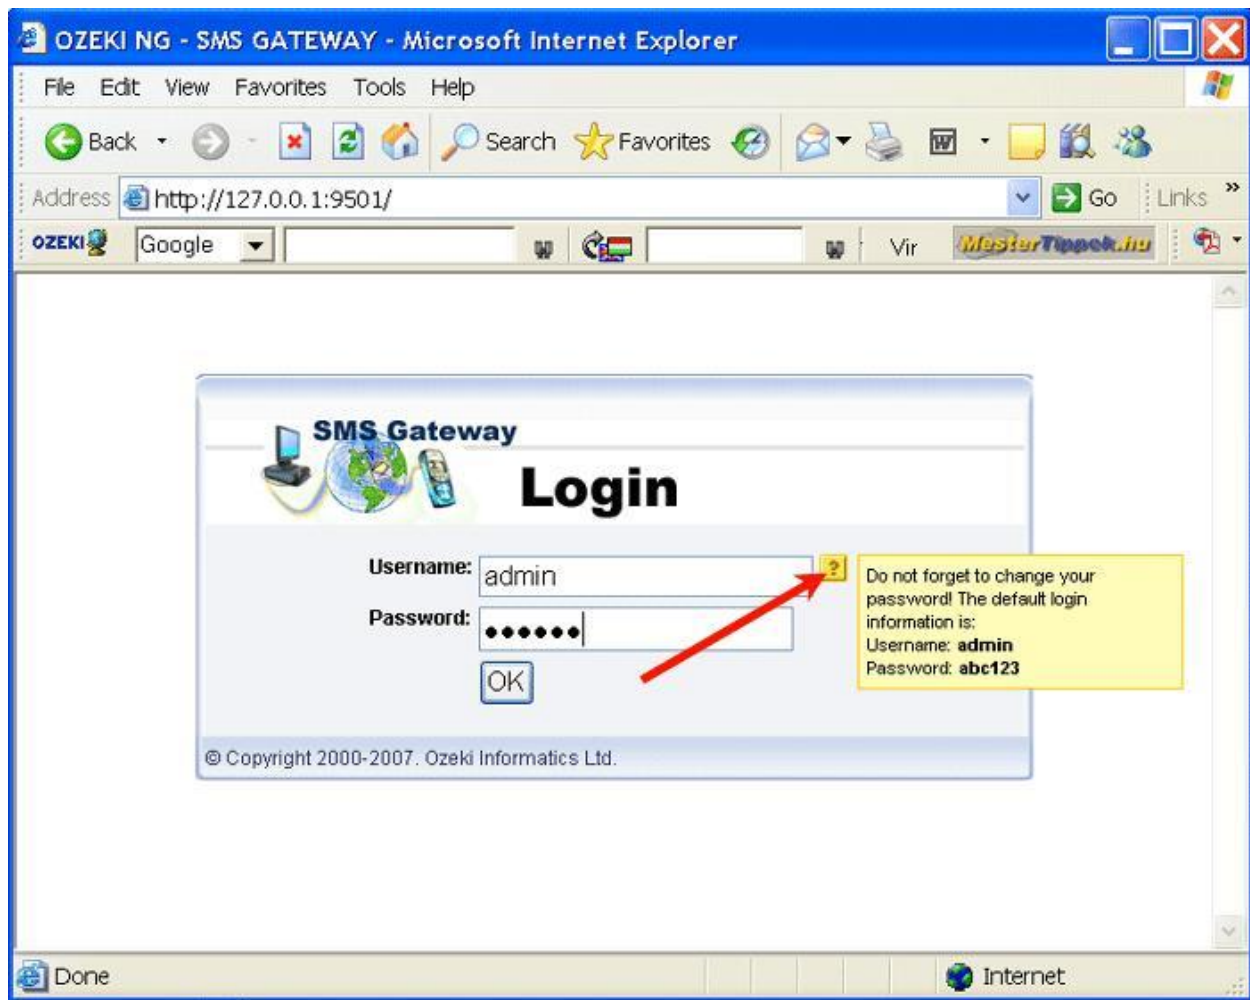 OZEKI NG - SMS GATEWAY - Microsoft Internet Explorer
File Edit View Favorites Tools Help
Back Search Favorites W
Address http://127.0.0.1:9501/ Go Links »
OZEKI Google W W Vir MesterTippek.hu
SMS Gateway
Login
Username: admin ?
Password: ●●●●●●
OK
Do not forget to change your
password! The default login
information is:
Username: admin
Password: abc123
© Copyright 2000-2007. Ozeki Informatics Ltd.
Done Internet